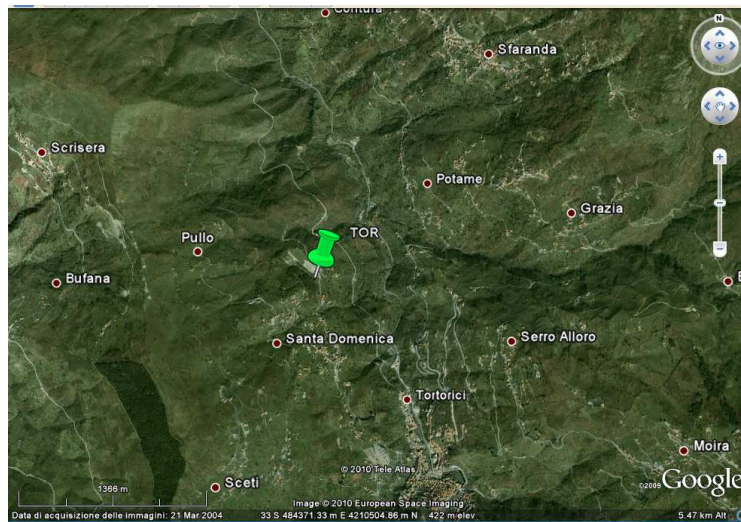 Contura
Sfaranda
N
Scrisera
Potame
Grazia
Pullo
TOR
Bufana
Santa Domenica
Serro Alloro
Tortorici
Moira
Sceti
1366 m
© 2010 Tele Atlas
©2009 Google
Image © 2010 European Space Imaging
Data di acquisizione delle immagini: 21 Mar 2004 33 S 484371.33 m E 4210504.86 m N 422 m elev 5.47 km Alt